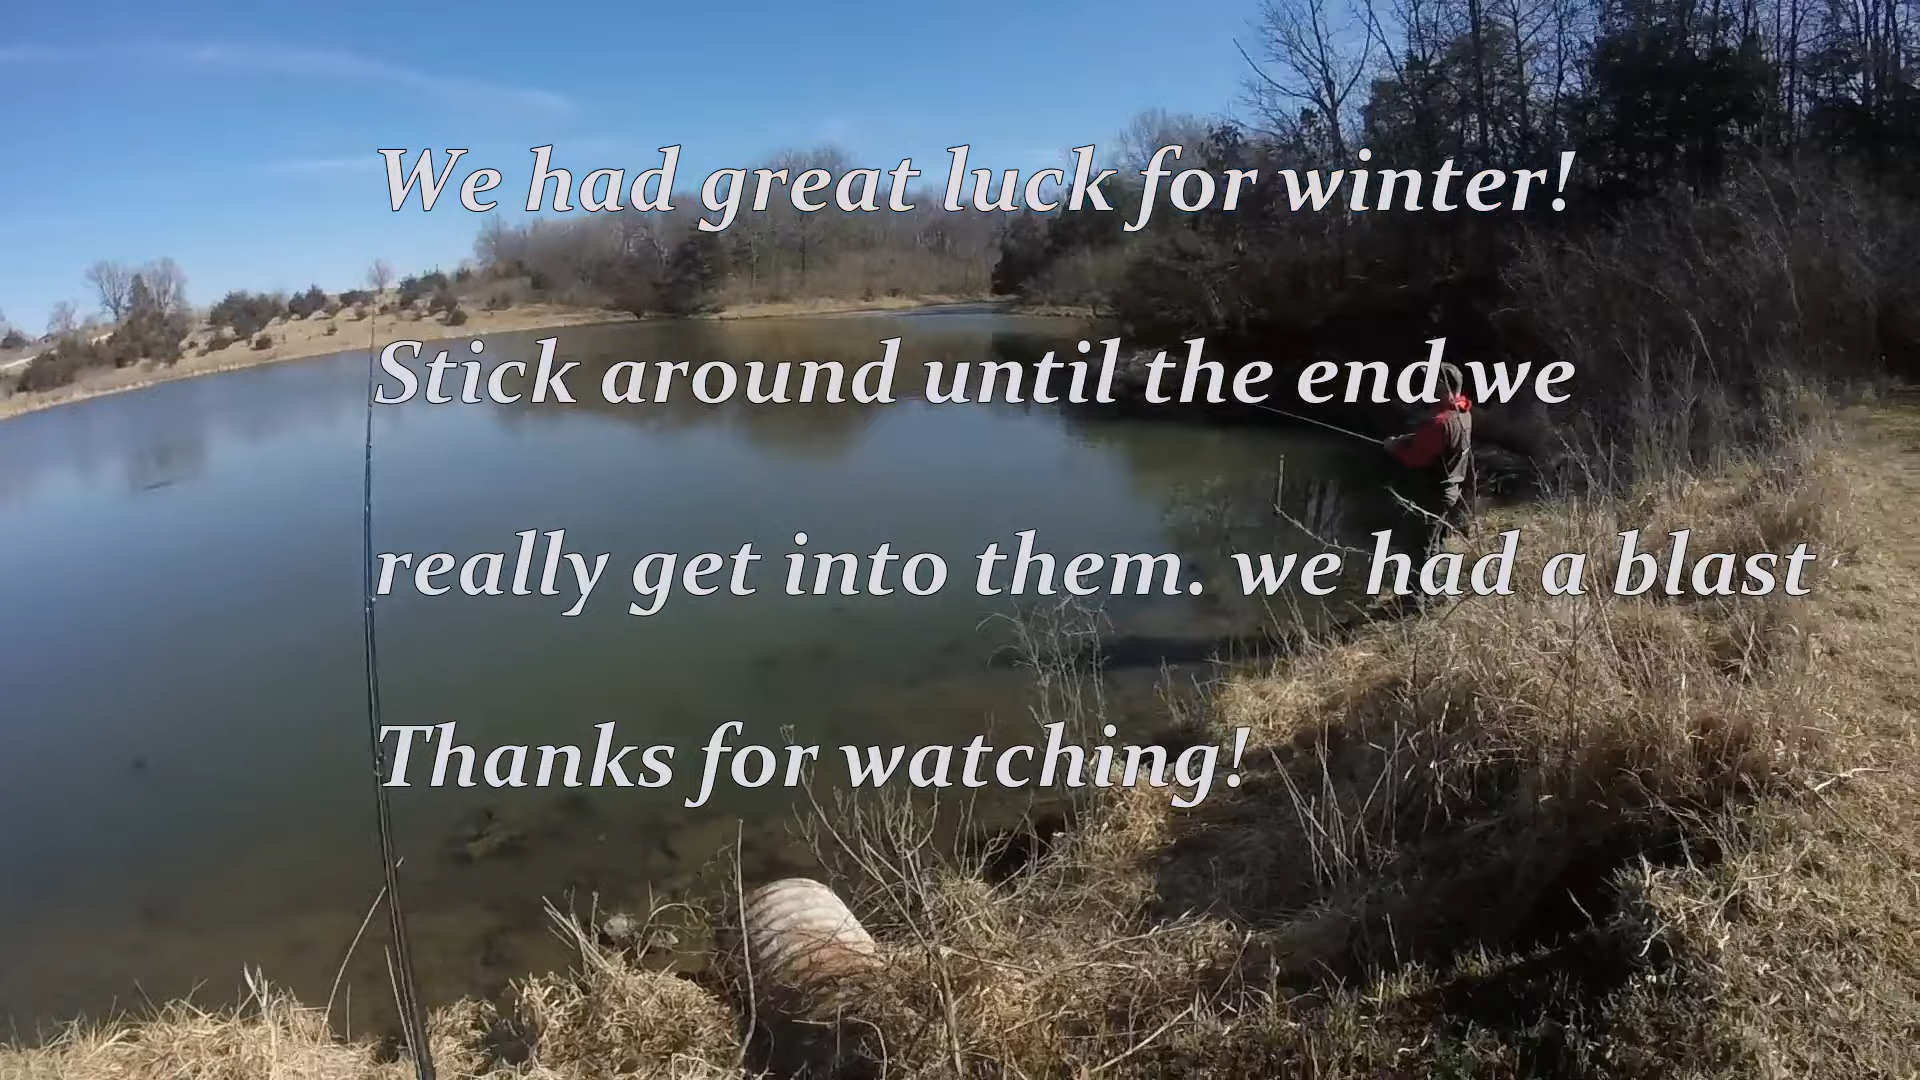 We had great luck for winter!
Stick around until the end we
really get into them. we had a blast
Thanks for watching!